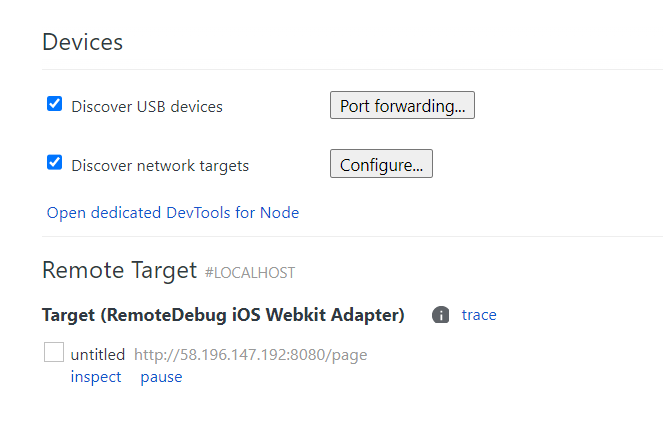 Devices
Discover USB devices Port forwarding...
Discover network targets Configure...
Open dedicated DevTools for Node
Remote Target #LOCALHOST
Target (RemoteDebug iOS Webkit Adapter) trace
untitled http://58.196.147.192:8080/page
inspect pause